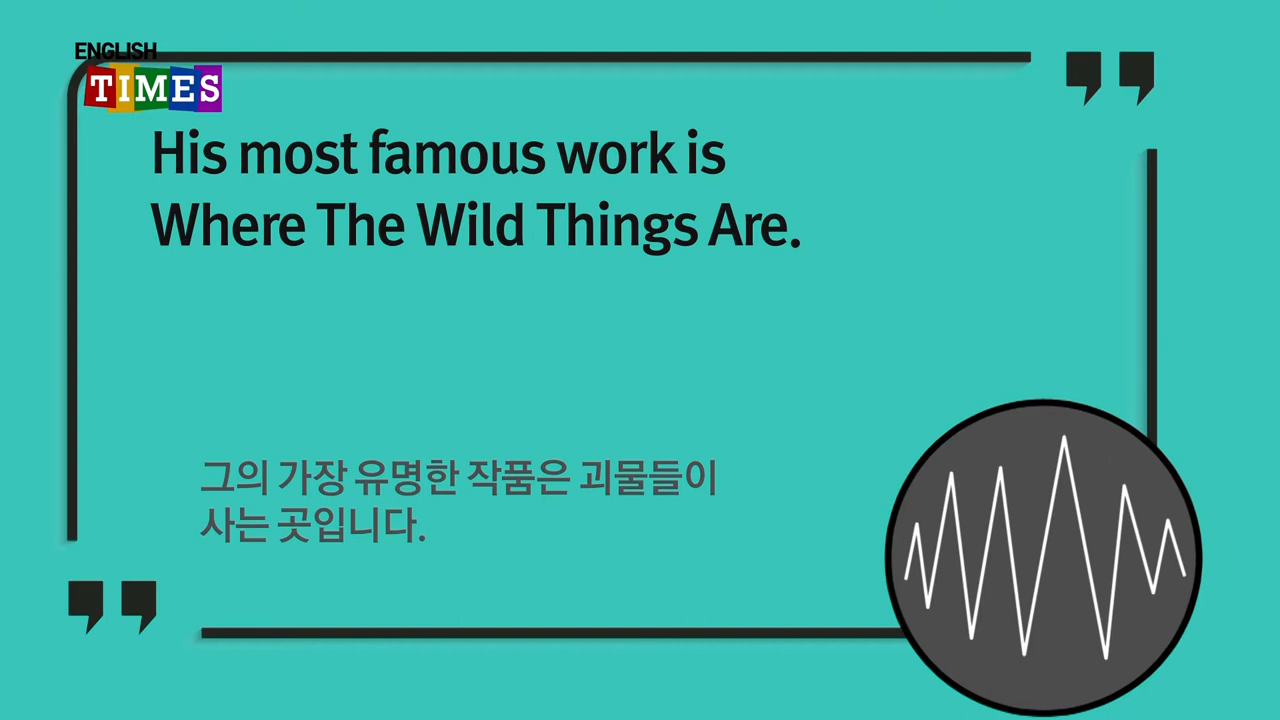 ENGLISH
TIMES
His most famous work is
Where The Wild Things Are.
그의 가장 유명한 작품은 괴물들이
사는 곳입니다.